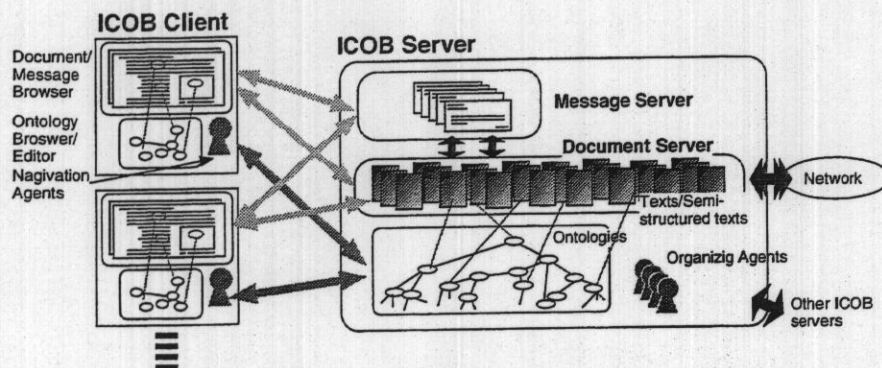 ICOB Client
Document/
Message
Browser
Ontology
Broswer/
Editor
Nagivation
Agents
ICOB Server
Message Server
Document Server
Texts/Semi-
structured texts
Ontologies
Organizig Agents
Network
Other ICOB
servers